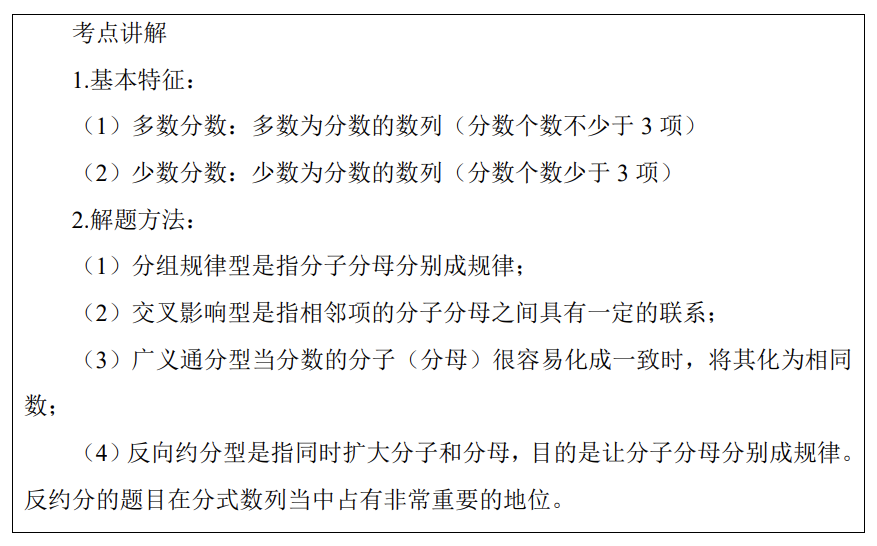 考点讲解
1.基本特征：
（1）多数分数：多数为分数的数列（分数个数不少于 3 项）
（2）少数分数：少数为分数的数列（分数个数少于 3 项）
2.解题方法：
（1）分组规律型是指分子分母分别成规律；
（2）交叉影响型是指相邻项的分子分母之间具有一定的联系；
（3）广义通分型当分数的分子（分母）很容易化成一致时，将其化为相同
数；
（4）反向约分型是指同时扩大分子和分母，目的是让分子分母分别成规律。
反约分的题目在分式数列当中占有非常重要的地位。